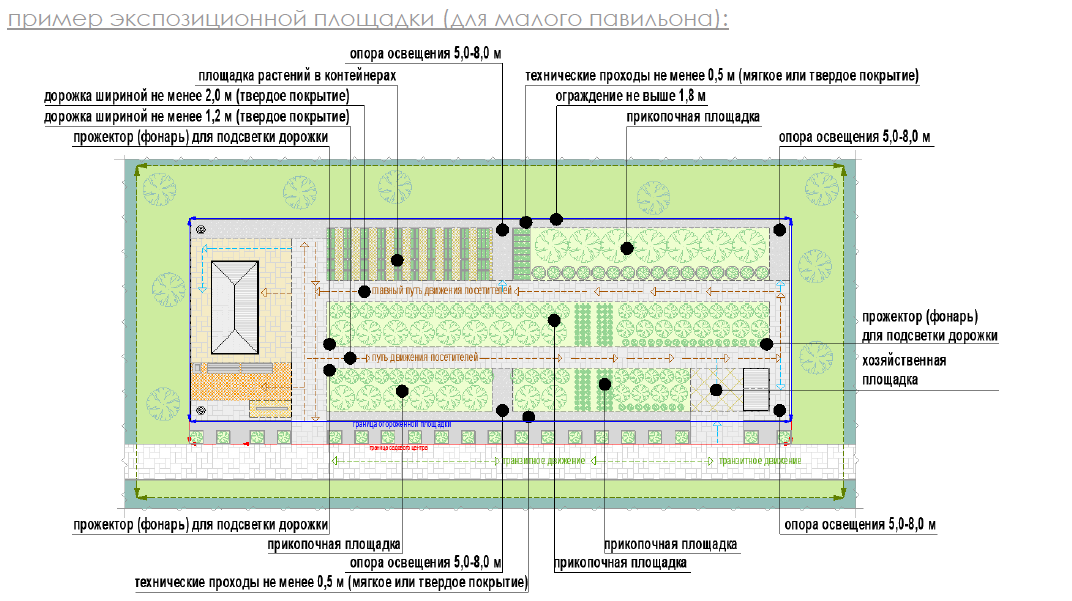 пример экспозиционной площадки (для малого павильона):
опора освещения 5,0-8,0 м
площадка растений в контейнерах
технические проходы не менее 0,5 м (мягкое или твердое покрытие)
дорожка шириной не менее 2,0 м (твердое покрытие)
ограждение не выше 1,8 м
дорожка шириной не менее 1,2 м (твердое покрытие)
прикопочная площадка
прожектор (фонарь) для подсветки дорожки
опора освещения 5,0-8,0 м
главный путь движения посетителей
прожектор (фонарь)
для подсветки дорожки
путь движения посетителей
хозяйственная
площадка
граница огороженной площадки
граница садового центра
транзитное движение
транзитное движение
прожектор (фонарь) для подсветки дорожки
опора освещения 5,0-8,0 м
прикопочная площадка
прикопочная площадка
опора освещения 5,0-8,0 м
прикопочная площадка
технические проходы не менее 0,5 м (мягкое или твердое покрытие)